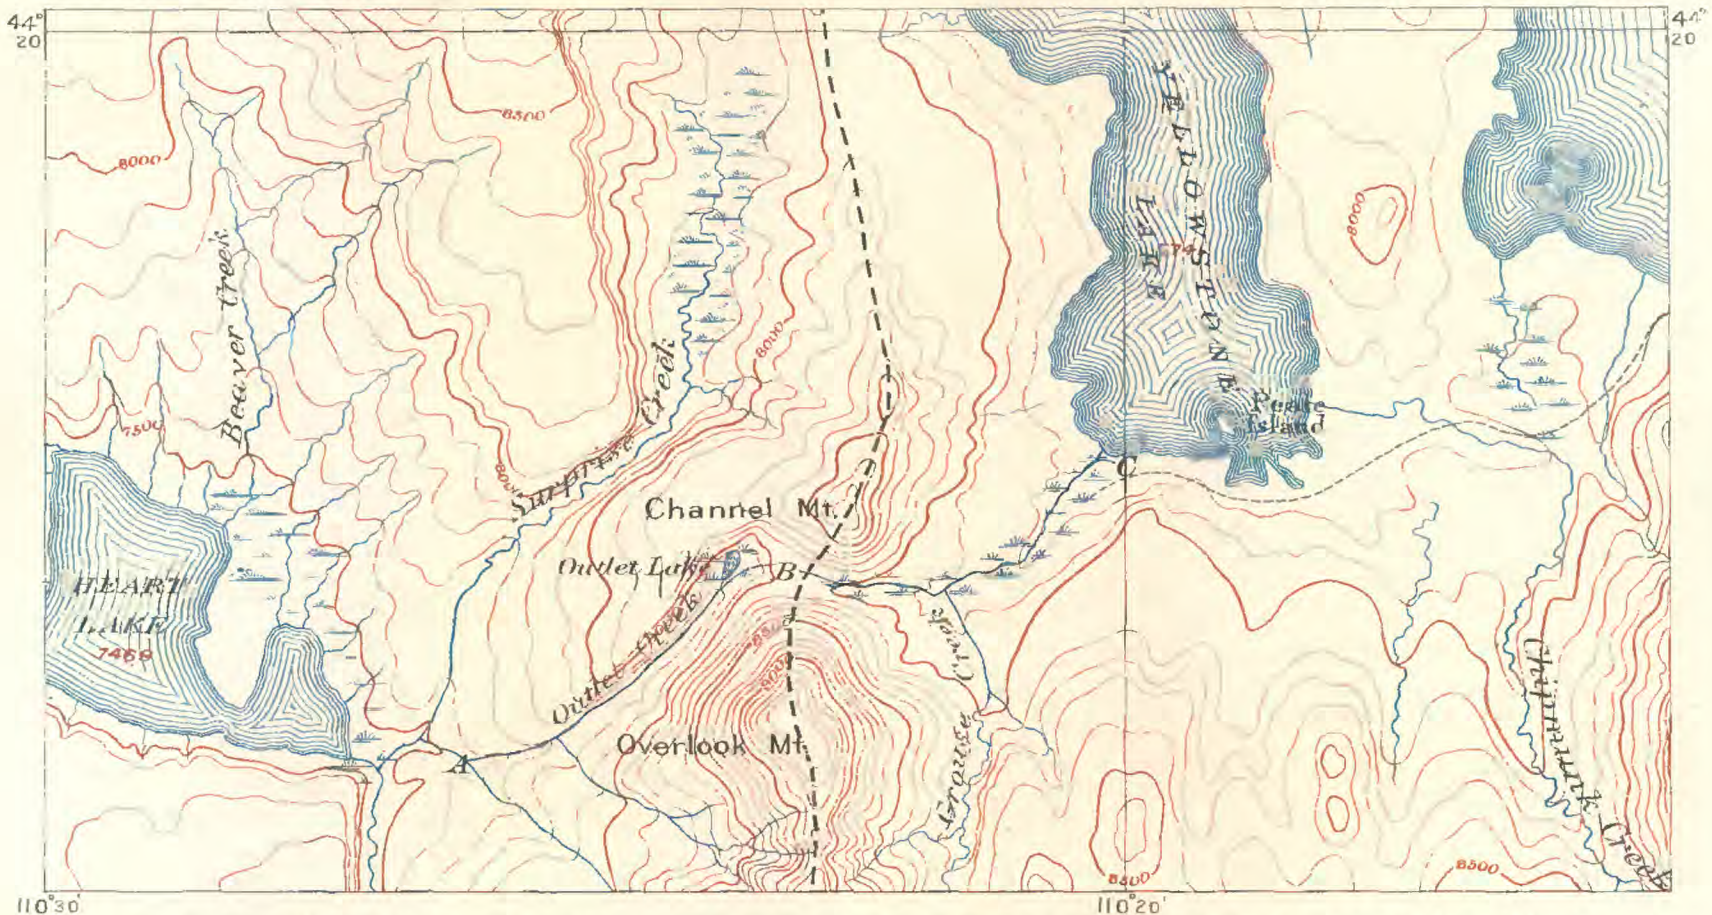 44°
20
44°
20
8500
8000
YELLOWSTONE
LAKE
8000
Beaver Creek
8000
7500
Surprise Creek
8000
Peale
Island
C
Channel Mt.
Outlet Lake
B
HEART
LAKE
7469
Outlet Creek
8500
9000
Grouse Creek
Chipmunk Creek
Overlook Mt.
A
8500
8500
110°30'
110°20'